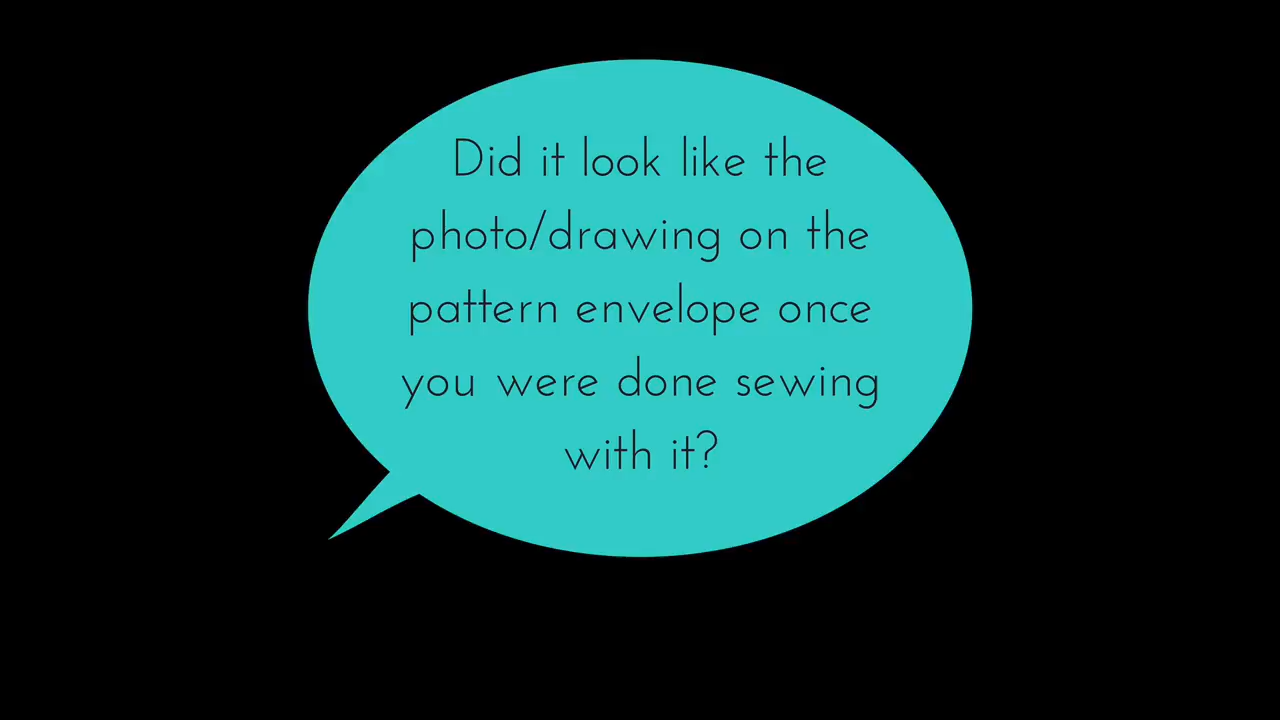 Did it look like the
photo/drawing on the
pattern envelope once
you were done sewing
with it?